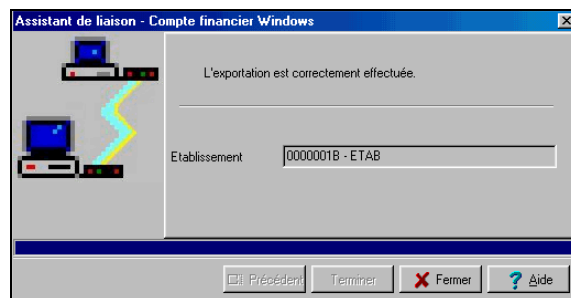 Assistant de liaison - Compte financier Windows
L'exportation est correctement effectuée.
Etablissement 0000001B - ETAB
Précédent Terminer Fermer ? Aide